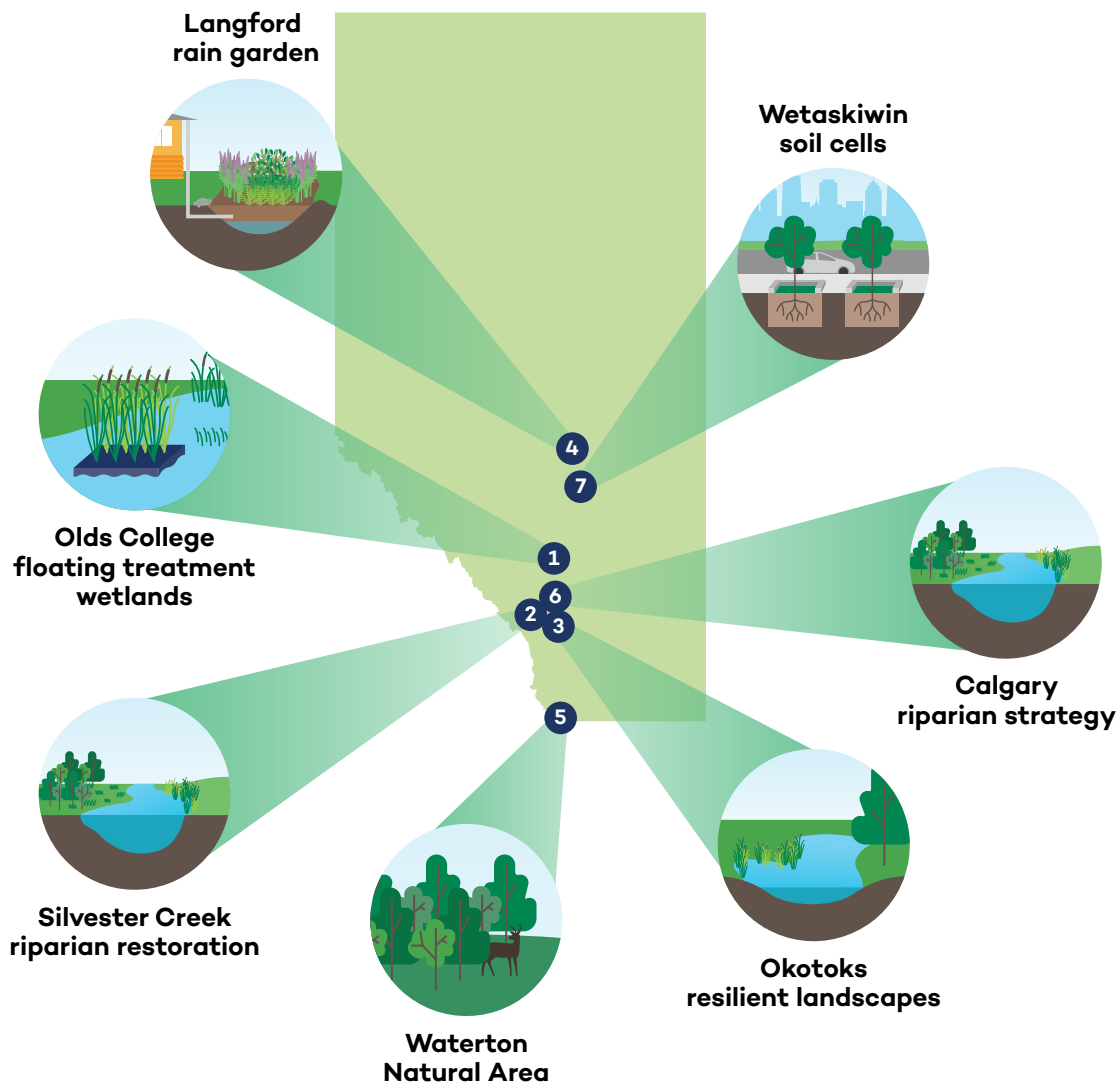 Langford
rain garden
Wetaskiwin
soil cells
4
7
Olds College
floating treatment
wetlands
1
6
2
3
Calgary
riparian strategy
5
Silvester Creek
riparian restoration
Okotoks
resilient landscapes
Waterton
Natural Area